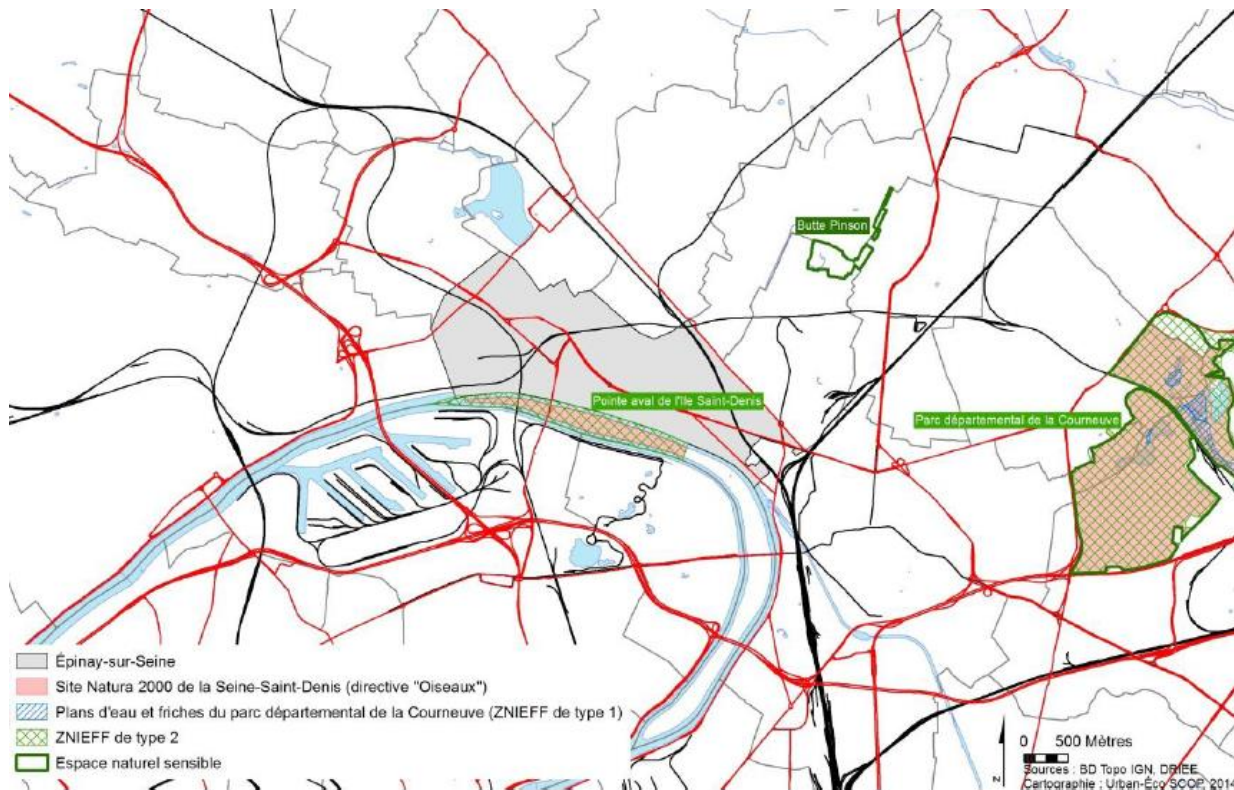 Butte Pinson
Pointe aval de l'Ile Saint-Denis
Parc départemental de la Courneuve
Épinay-sur-Seine
Site Natura 2000 de la Seine-Saint-Denis (directive "Oiseaux")
Plans d'eau et friches du parc départemental de la Courneuve (ZNIEFF de type 1)
ZNIEFF de type 2
Espace naturel sensible
N
0 500 Mètres
Sources : BD Topo IGN, DRIEE
Cartographie : Urban-Éco SCOP, 2014